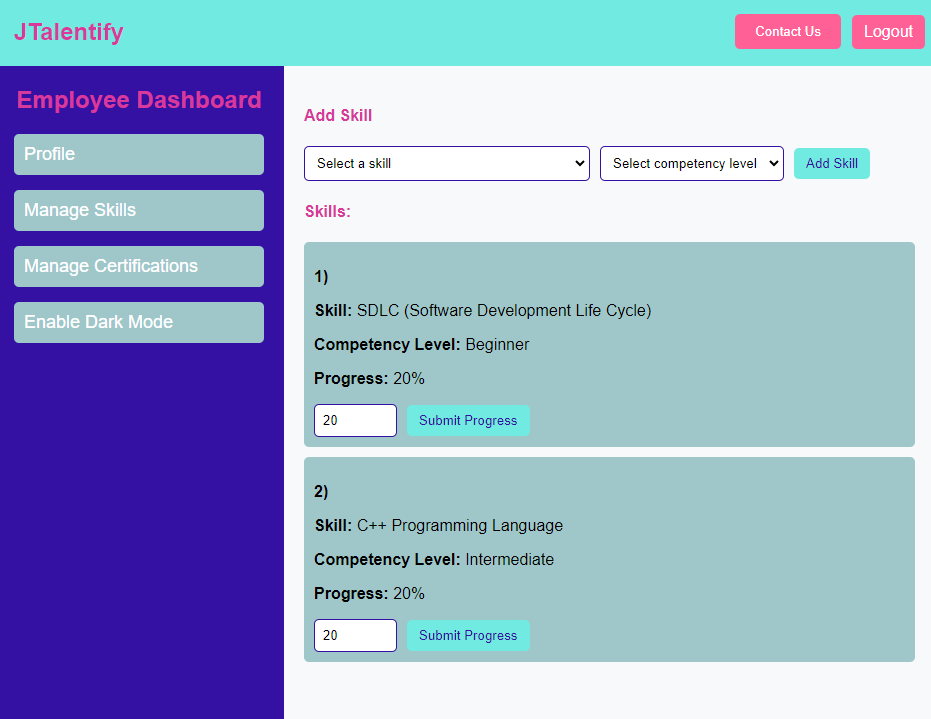 JTalentify
Contact Us
Logout
Employee Dashboard
Profile
Manage Skills
Manage Certifications
Enable Dark Mode
Add Skill
Select a skill
Select competency level
Add Skill
Skills:
1)
Skill: SDLC (Software Development Life Cycle)
Competency Level: Beginner
Progress: 20%
20
Submit Progress
2)
Skill: C++ Programming Language
Competency Level: Intermediate
Progress: 20%
20
Submit Progress